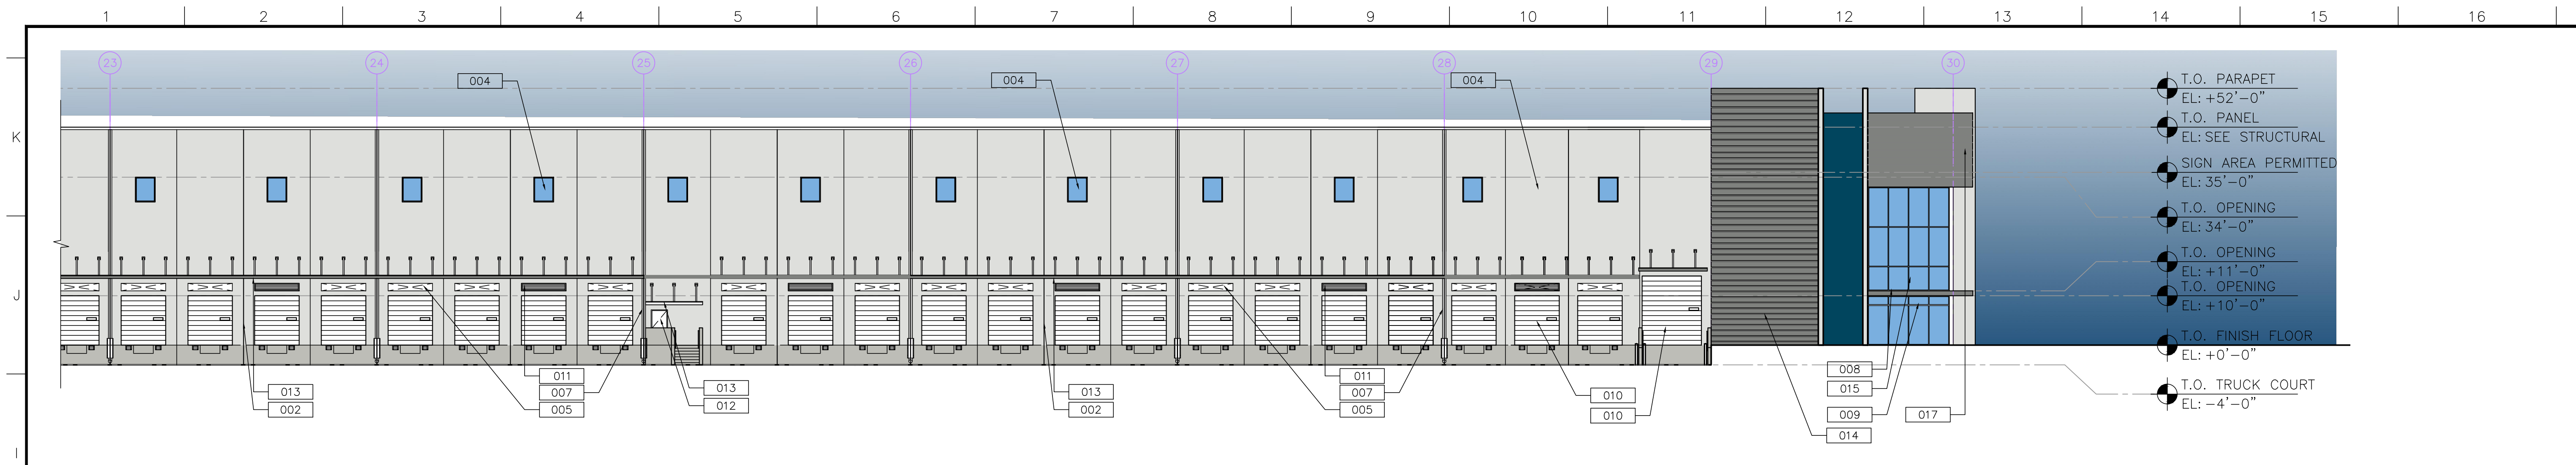 1 2 3 4 5 6 7 8 9 10 11 12 13 14 15 16
23 24 25 26 27 28 29 30
004 004 004
T.O. PARAPET
EL: +52'-0"
T.O. PANEL
EL: SEE STRUCTURAL
K
SIGN AREA PERMITTED
EL: 35'-0"
T.O. OPENING
EL: 34'-0"
T.O. OPENING
EL: +11'-0"
J
T.O. OPENING
EL: +10'-0"
T.O. FINISH FLOOR
EL: +0'-0"
T.O. TRUCK COURT
EL: -4'-0"
013
002
011
007
005
013
012
013
002
011
007
005
010
010
008
015
009
017
014
I